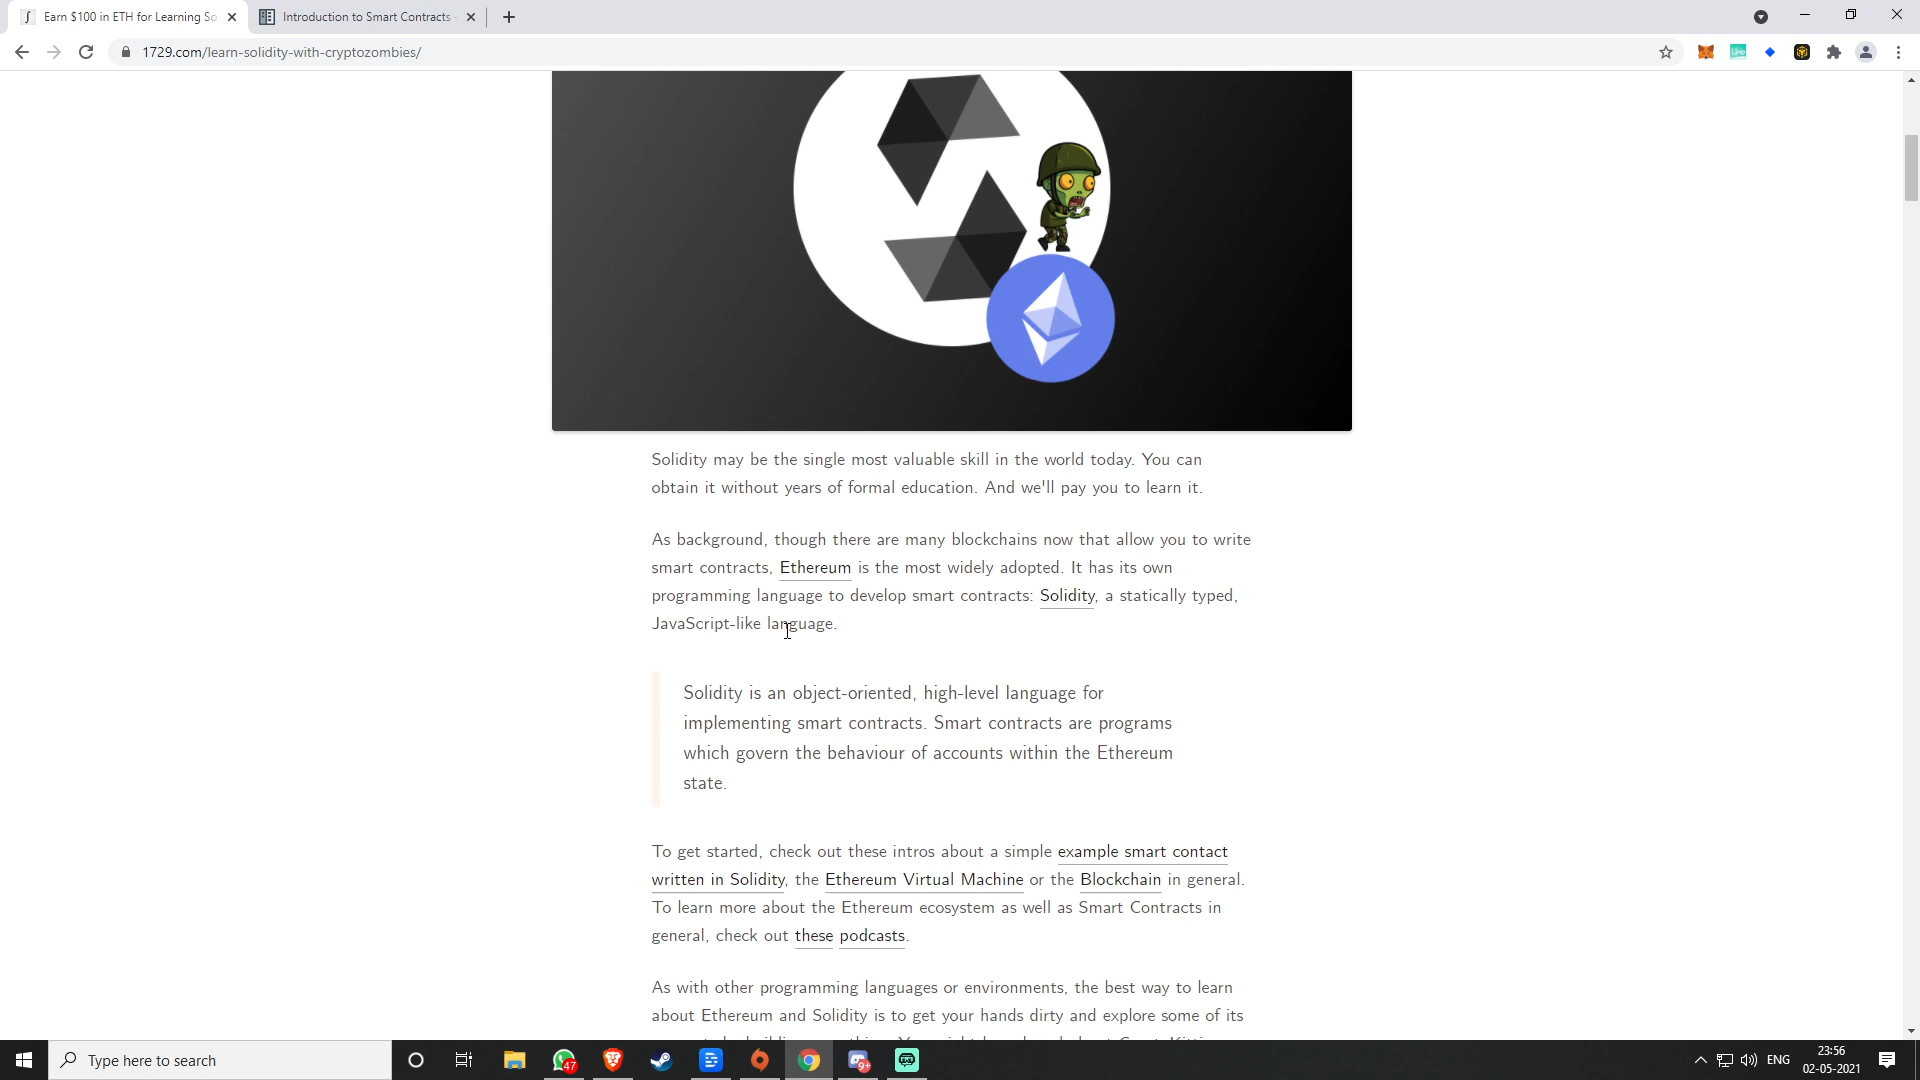 Earn $100 in ETH for Learning So
Introduction to Smart Contracts
1729.com/learn-solidity-with-cryptozombies/
Uno
Solidity may be the single most valuable skill in the world today. You can
obtain it without years of formal education. And we'll pay you to learn it.
As background, though there are many blockchains now that allow you to write
smart contracts, Ethereum is the most widely adopted. It has its own
programming language to develop smart contracts: Solidity, a statically typed,
JavaScript-like language.
Solidity is an object-oriented, high-level language for
implementing smart contracts. Smart contracts are programs
which govern the behaviour of accounts within the Ethereum
state.
To get started, check out these intros about a simple example smart contact
written in Solidity, the Ethereum Virtual Machine or the Blockchain in general.
To learn more about the Ethereum ecosystem as well as Smart Contracts in
general, check out these podcasts.
As with other programming languages or environments, the best way to learn
about Ethereum and Solidity is to get your hands dirty and explore some of its
Type here to search
47
9+
ENG
23:56
02-05-2021